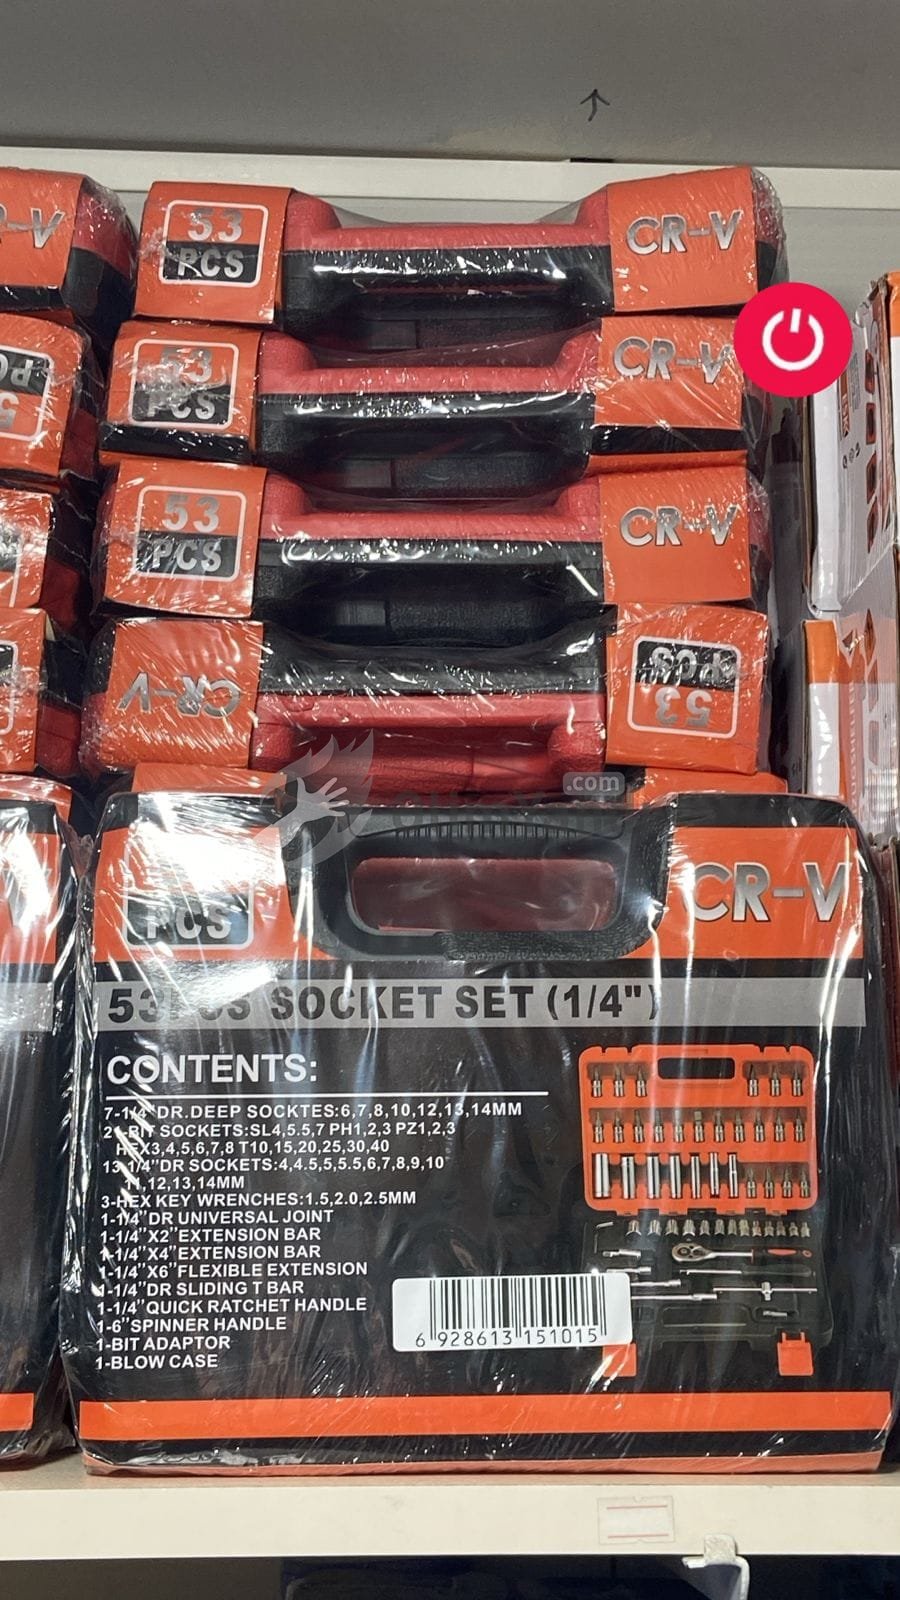 53
PCS
CR-V
R-V
53
PCS
CR-V
PCS
5
53
PCS
CR-V
CR-V
PCS
53
.com
PCS
CR-V
53PCS SOCKET SET (1/4")
CONTENTS:
7-1/4"DR.DEEP SOCKTES:6,7,8,10,12,13,14MM
21-BIT SOCKETS:SL4,5.5,7 PH1,2,3 PZ1,2,3
HEX3,4,5,6,7,8 T10,15,20,25,30,40
13-1/4"DR SOCKETS:4,4.5,5,5.5,6,7,8,9,10
11,12,13,14MM
3-HEX KEY WRENCHES:1.5,2.0,2.5MM
1-1/4"DR UNIVERSAL JOINT
1-1/4"X2"EXTENSION BAR
1-1/4"X4"EXTENSION BAR
1-1/4"X6"FLEXIBLE EXTENSION
1-1/4"DR SLIDING T BAR
1-1/4"QUICK RATCHET HANDLE
1-6"SPINNER HANDLE
1-BIT ADAPTOR
1-BLOW CASE
6 928613 151015